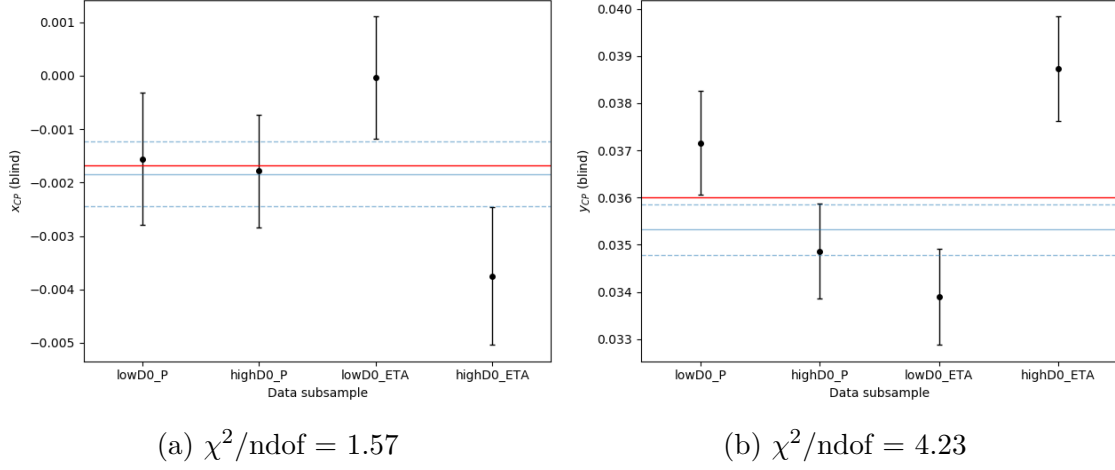 0.001
0.000
−0.001
−0.002
−0.003
−0.004
−0.005
x_CP (blind)
lowD0_P highD0_P lowD0_ETA highD0_ETA
Data subsample
(a) χ²/ndof = 1.57
0.040
0.039
0.038
0.037
0.036
0.035
0.034
0.033
y_CP (blind)
lowD0_P highD0_P lowD0_ETA highD0_ETA
Data subsample
(b) χ²/ndof = 4.23